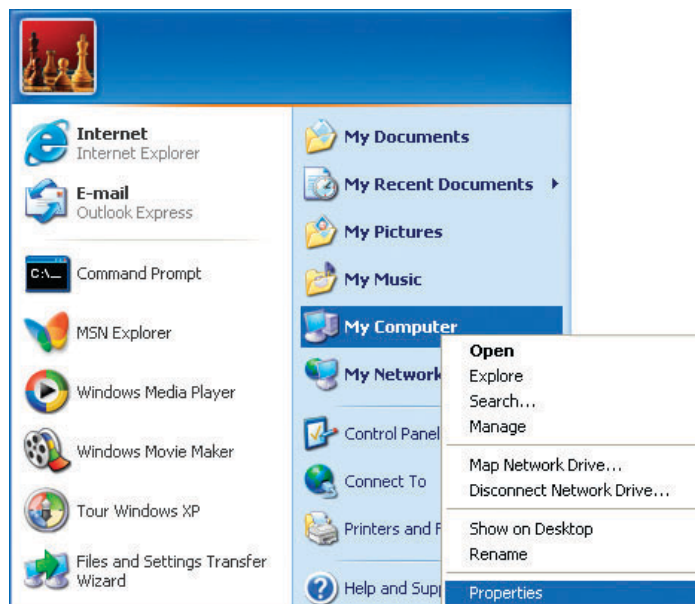 Internet
Internet Explorer
E-mail
Outlook Express
C:\_
Command Prompt
MSN Explorer
Windows Media Player
Windows Movie Maker
Tour Windows XP
Files and Settings Transfer
Wizard
My Documents
My Recent Documents
My Pictures
My Music
My Computer
My Network
Control Panel
Connect To
Printers and F
Help and Sup
Open
Explore
Search...
Manage
Map Network Drive...
Disconnect Network Drive...
Show on Desktop
Rename
Properties